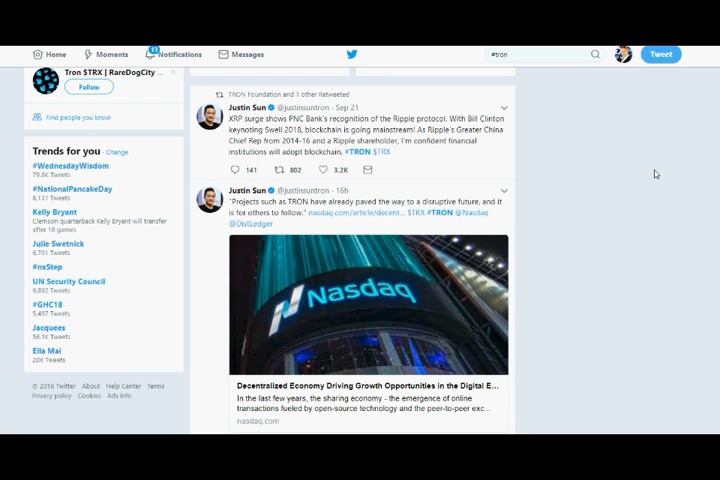 Home
Moments
13
Notifications
Messages
#tron
Tweet
Tron $TRX | RareDogCity ...
Follow
Find people you know
Trends for you · Change
#WednesdayWisdom
79.8K Tweets
#NationalPancakeDay
8,131 Tweets
Kelly Bryant
Clemson quarterback Kelly Bryant will transfer
after 18 games
Julie Swetnick
6,701 Tweets
#nxStep
UN Security Council
9,892 Tweets
#GHC18
5,497 Tweets
Jacquees
56.1K Tweets
Ella Mai
20K Tweets
© 2018 Twitter About Help Center Terms
Privacy policy Cookies Ads info
TRON Foundation and 1 other Retweeted
Justin Sun @justinsuntron · Sep 21
XRP surge shows PNC Bank's recognition of the Ripple protocol. With Bill Clinton
keynoting Swell 2018, blockchain is going mainstream! As Ripple's Greater China
Chief Rep from 2014-16 and a Ripple shareholder, I'm confident financial
institutions will adopt blockchain. #TRON $TRX
141 802 3.2K
Justin Sun @justinsuntron · 16h
"Projects such as TRON have already paved the way to a disruptive future, and it
is for others to follow." nasdaq.com/article/decent... $TRX #TRON @Nasdaq
@DistLedger
Nasdaq
Decentralized Economy Driving Growth Opportunities in the Digital E...
In the last few years, the sharing economy - the emergence of online
transactions fueled by open-source technology and the peer-to-peer exc...
nasdaq.com